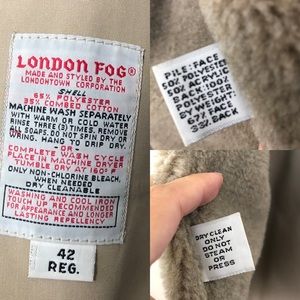 LONDON FOG®
MADE AND STYLED BY THE
LONDONTOWN CORPORATION
SHELL
65% POLYESTER
35% COMBED COTTON
MACHINE WASH SEPARATELY
WITH WARM OR COLD WATER
OIL SOAPS. DO NOT SPIN DRY OR
RINSE THREE (3) TIMES. REMOVE
WRING. HANG TO DRIP DRY.
-OR-
COMPLETE WASH CYCLE
PLACE IN MACHINE DRYER
TUMBLE DRY AT 160° F
ONLY NON-CHLORINE BLEACH,
WHEN NEEDED
DRY CLEANABLE
WASHING AND COOL IRON
TOUCH UP RECOMMENDED
FOR APPEARANCE AND LONGER
LASTING REPELLENCY
42
REG.
PILE: FACE
50% POLYESTER
50% ACRYLIC
BACK: 100%
POLYESTER
BY WEIGHT:
67% FACE
33% BACK
DRY CLEAN
ONLY
DO NOT
STEAM
OR
PRESS